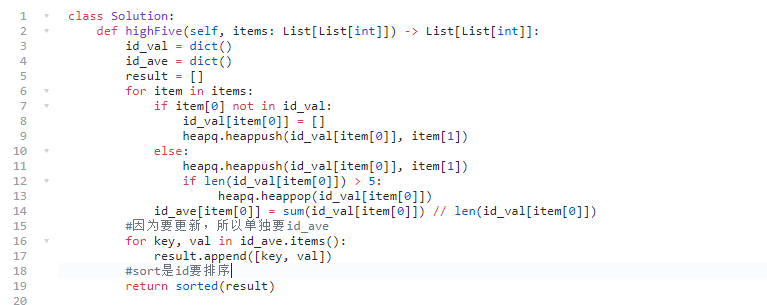 1 class Solution:
2     def highFive(self, items: List[List[int]]) -> List[List[int]]:
3         id_val = dict()
4         id_ave = dict()
5         result = []
6         for item in items:
7             if item[0] not in id_val:
8                 id_val[item[0]] = []
9                 heapq.heappush(id_val[item[0]], item[1])
10             else:
11                 heapq.heappush(id_val[item[0]], item[1])
12                 if len(id_val[item[0]]) > 5:
13                     heapq.heappop(id_val[item[0]])
14             id_ave[item[0]] = sum(id_val[item[0]]) // len(id_val[item[0]])
15         #因为要更新，所以单独要id_ave
16         for key, val in id_ave.items():
17             result.append([key, val])
18         #sort是id要排序
19         return sorted(result)
20